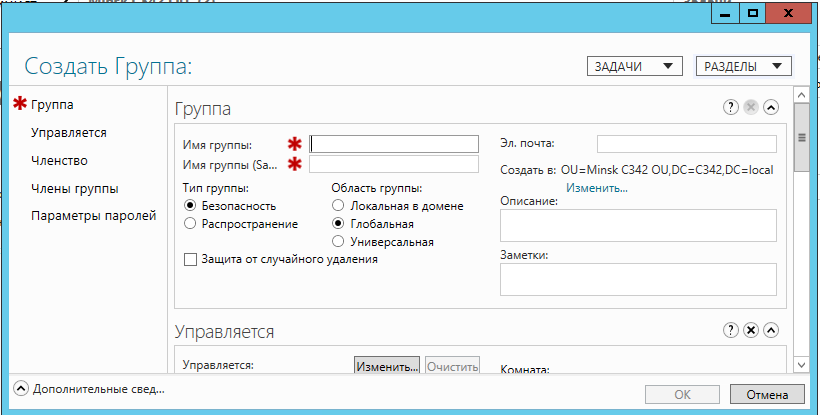 Создать Группа:
ЗАДАЧИ
РАЗДЕЛЫ
Группа
Управляется
Членство
Члены группы
Параметры паролей
Группа
Имя группы:
Имя группы (Sa...
Тип группы:
Безопасность
Распространение
Область группы:
Локальная в домене
Глобальная
Универсальная
Защита от случайного удаления
Эл. почта:
Создать в: OU=Minsk C342 OU,DC=C342,DC=local
Изменить...
Описание:
Заметки:
Управляется
Управляется:
Изменить...
Очистить
Комната:
Дополнительные свед...
ОК
Отмена